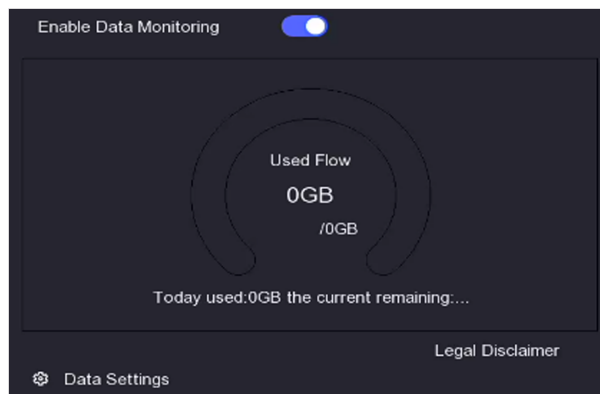 Enable Data Monitoring
Used Flow
0GB
/0GB
Today used:0GB the current remaining:...
Legal Disclaimer
Data Settings